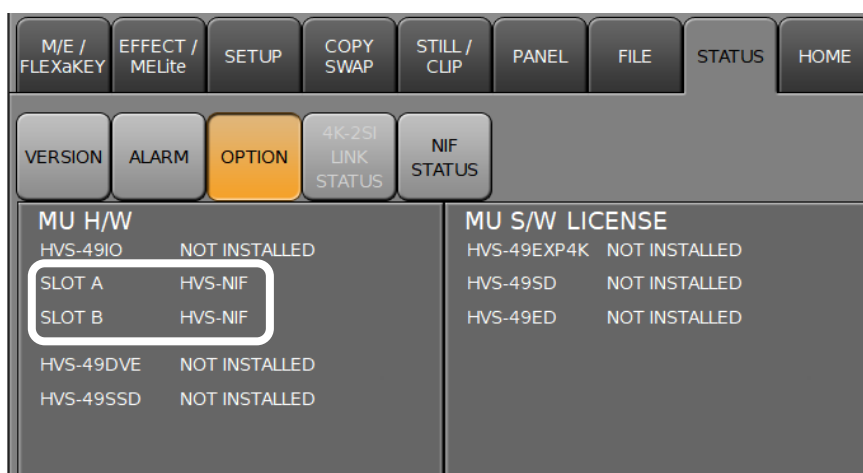 M/E / FLEXaKEY
EFFECT / MELite
SETUP
COPY SWAP
STILL / CLIP
PANEL
FILE
STATUS
HOME
VERSION
ALARM
OPTION
4K-2SI LINK STATUS
NIF STATUS
MU H/W
HVS-49IO NOT INSTALLED
SLOT A HVS-NIF
SLOT B HVS-NIF
HVS-49DVE NOT INSTALLED
HVS-49SSD NOT INSTALLED
MU S/W LICENSE
HVS-49EXP4K NOT INSTALLED
HVS-49SD NOT INSTALLED
HVS-49ED NOT INSTALLED